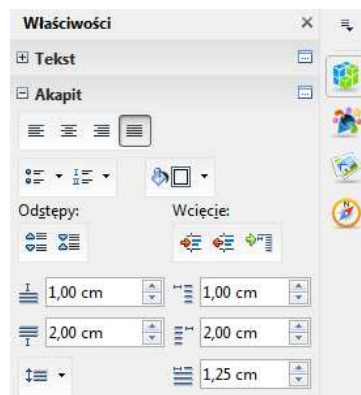 Właściwości
Tekst
Akapit
Odstępy: Wcięcie:
1,00 cm 1,00 cm
2,00 cm 2,00 cm
1,25 cm